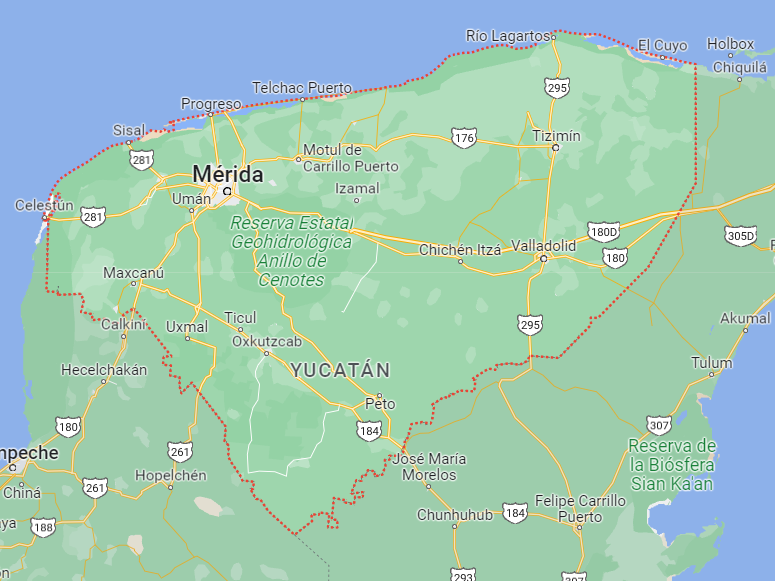 Río Lagartos
El Cuyo
Holbox
Chiquilá
Telchac Puerto
295
Progreso
Sisal
176
Tizimín
281
Motul de
Carrillo Puerto
Mérida
Izamal
Umán
Celestún
281
Reserva Estatal
Geohidrológica
Anillo de
Cenotes
180D
305D
Chichén Itzá
Valladolid
180
Maxcanú
Calkiní
Uxmal
Ticul
295
Akumal
Oxkutzcab
Hecelchakán
YUCATÁN
Tulum
Peto
180
184
307
261
Reserva de
la Biósfera
Sian Ka'an
mpeche
José María
Morelos
Hopelchén
Chiná
261
Felipe Carrillo
Puerto
184
Chunhuhub
188
293
307